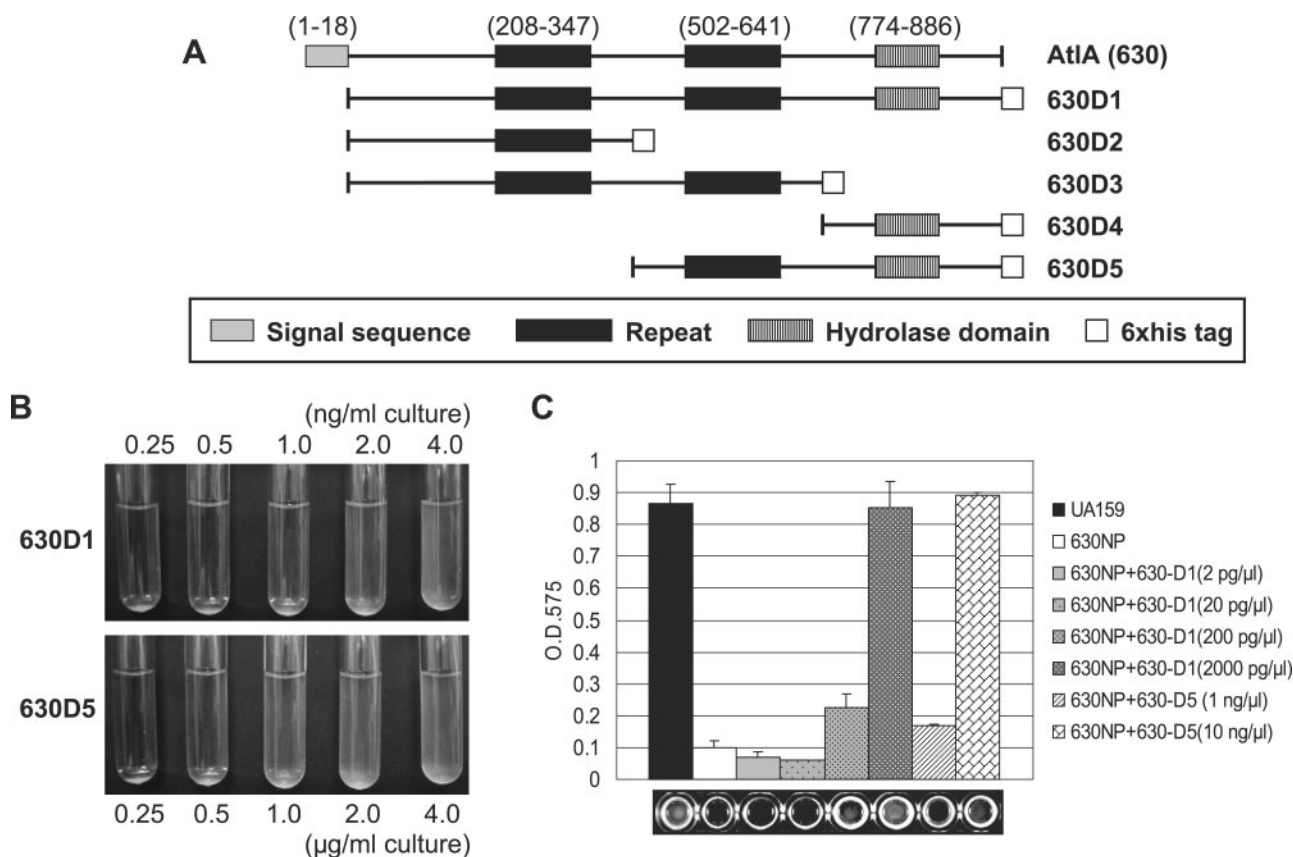 A
(1-18) (208-347) (502-641) (774-886)
AtlA (630)
630D1
630D2
630D3
630D4
630D5
Signal sequence Repeat Hydrolase domain 6xhis tag
B
(ng/ml culture)
0.25 0.5 1.0 2.0 4.0
630D1
630D5
0.25 0.5 1.0 2.0 4.0
(µg/ml culture)
C
1
0.9
0.8
0.7
0.6
0.5
0.4
0.3
0.2
0.1
0
O.D.575
UA159
630NP
630NP+630-D1(2 pg/µl)
630NP+630-D1(20 pg/µl)
630NP+630-D1(200 pg/µl)
630NP+630-D1(2000 pg/µl)
630NP+630-D5 (1 ng/µl)
630NP+630-D5(10 ng/µl)